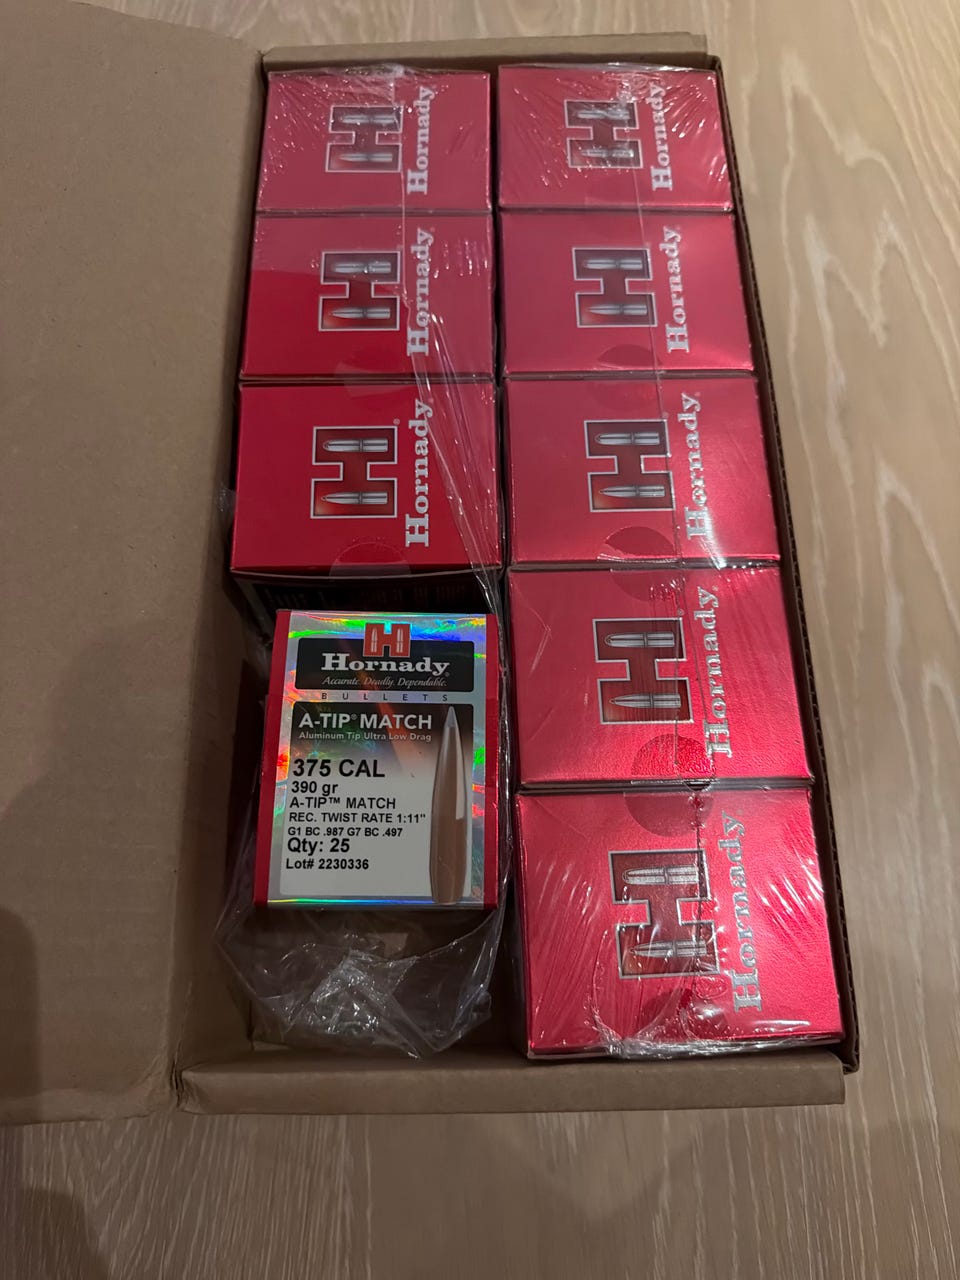 Hornady
Hornady
Hornady
Hornady
Hornady
Hornady
Hornady
Hornady
Hornady®
Accurate. Deadly. Dependable.
BULLETS
A-TIP® MATCH
Aluminum Tip Ultra Low Drag
375 CAL
390 gr
A-TIP™ MATCH
REC. TWIST RATE 1:11"
G1 BC .987 G7 BC .497
Qty: 25
Lot# 2230336